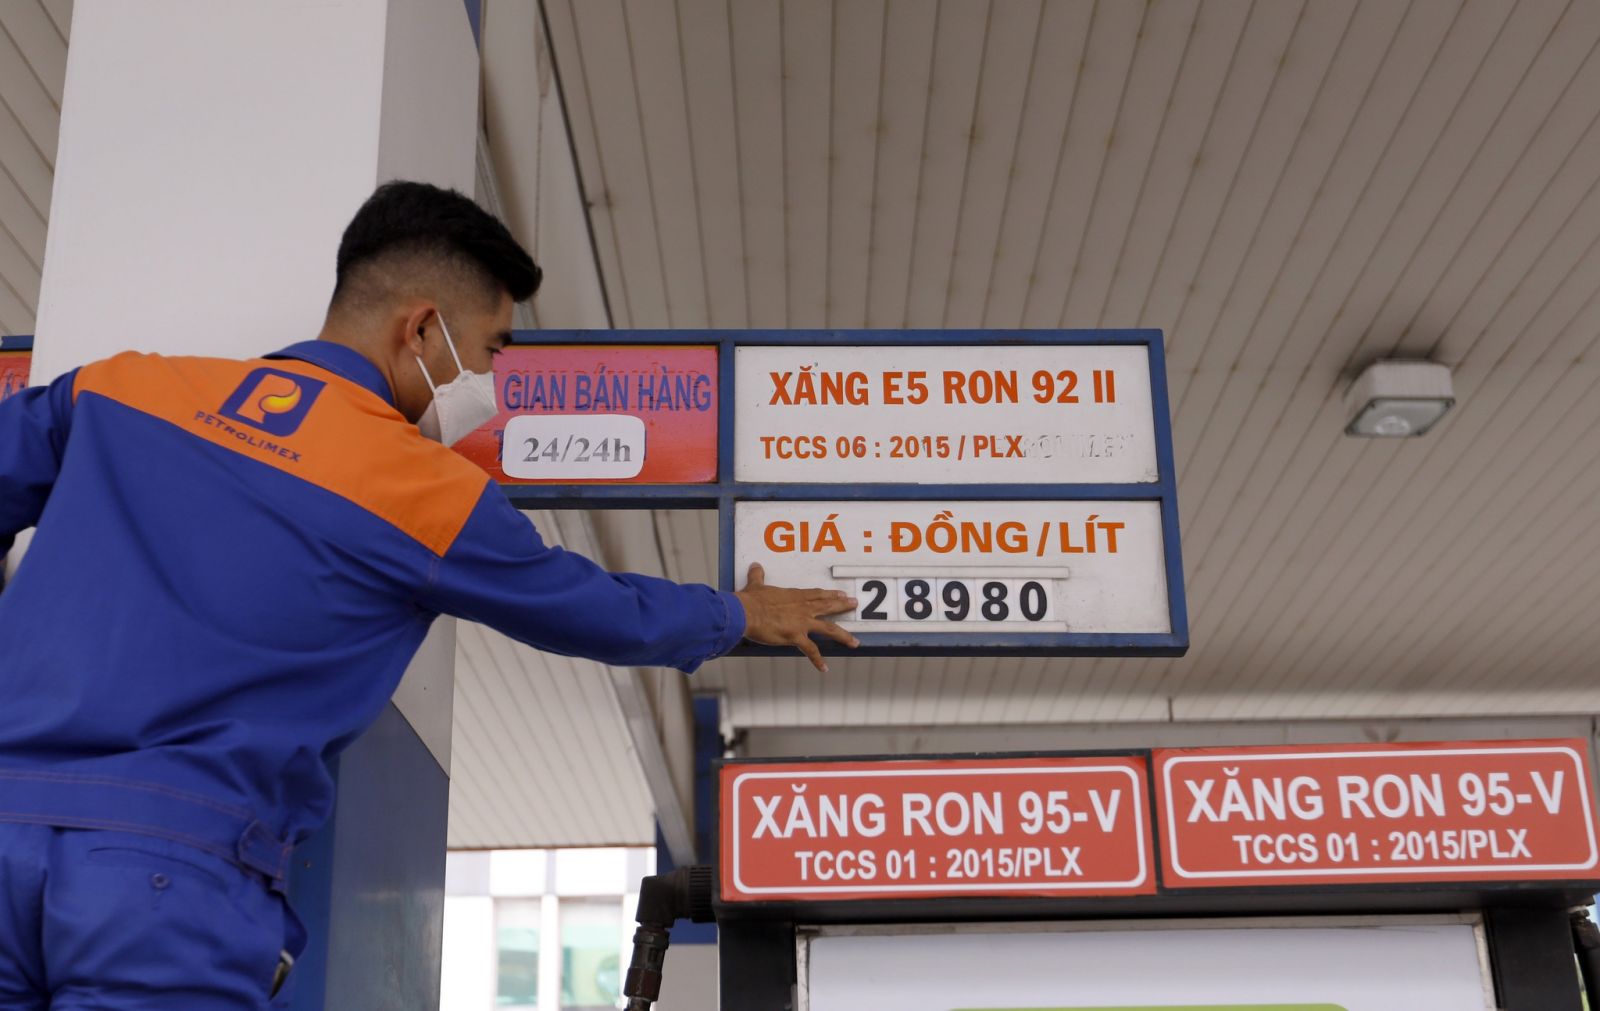 PETROLIMEX
GIAN BÁN HÀNG
24/24h
XĂNG E5 RON 92 II
TCCS 06 : 2015 / PLX
GIÁ : ĐỒNG/LÍT
28980
XĂNG RON 95-V
TCCS 01 : 2015/PLX
XĂNG RON 95-V
TCCS 01 : 2015/PLX